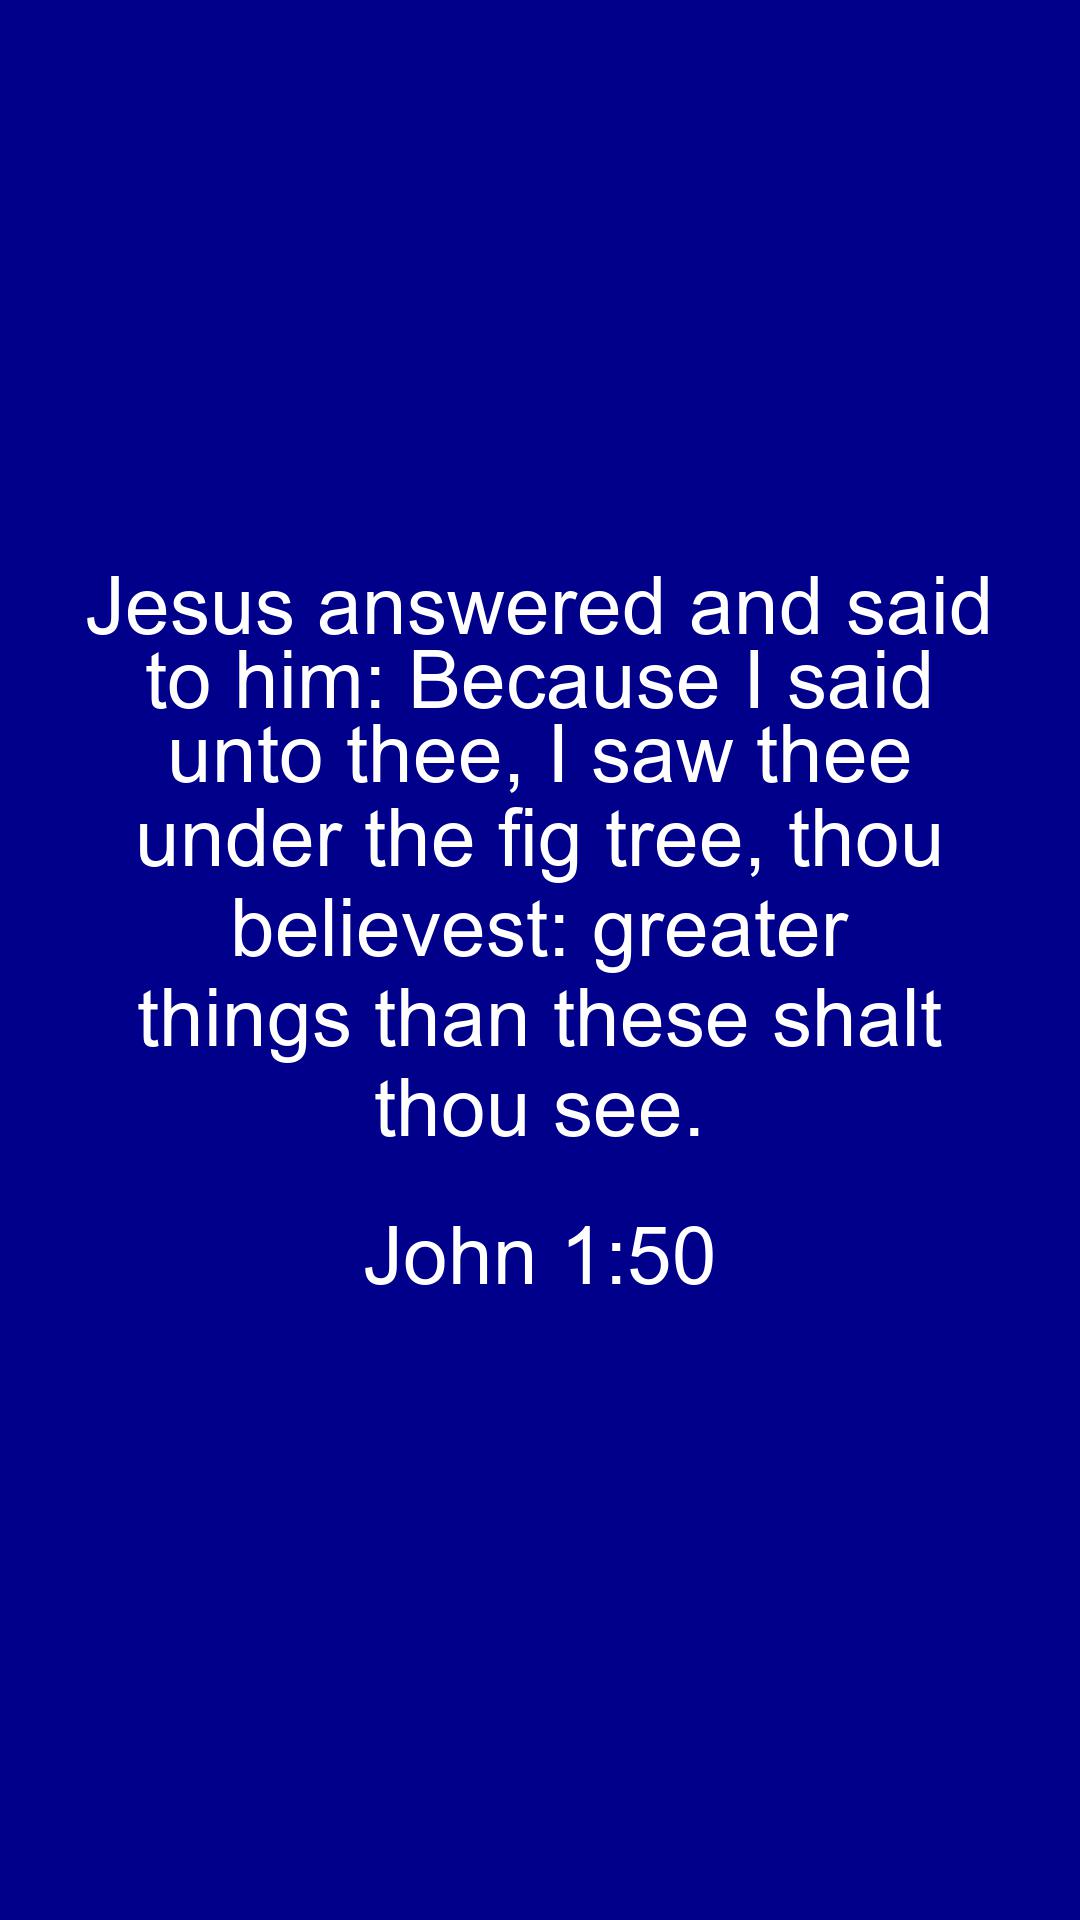 Jesus answered and said
to him: Because I said
unto thee, I saw thee
under the fig tree, thou
believest: greater
things than these shalt
thou see.
John 1:50